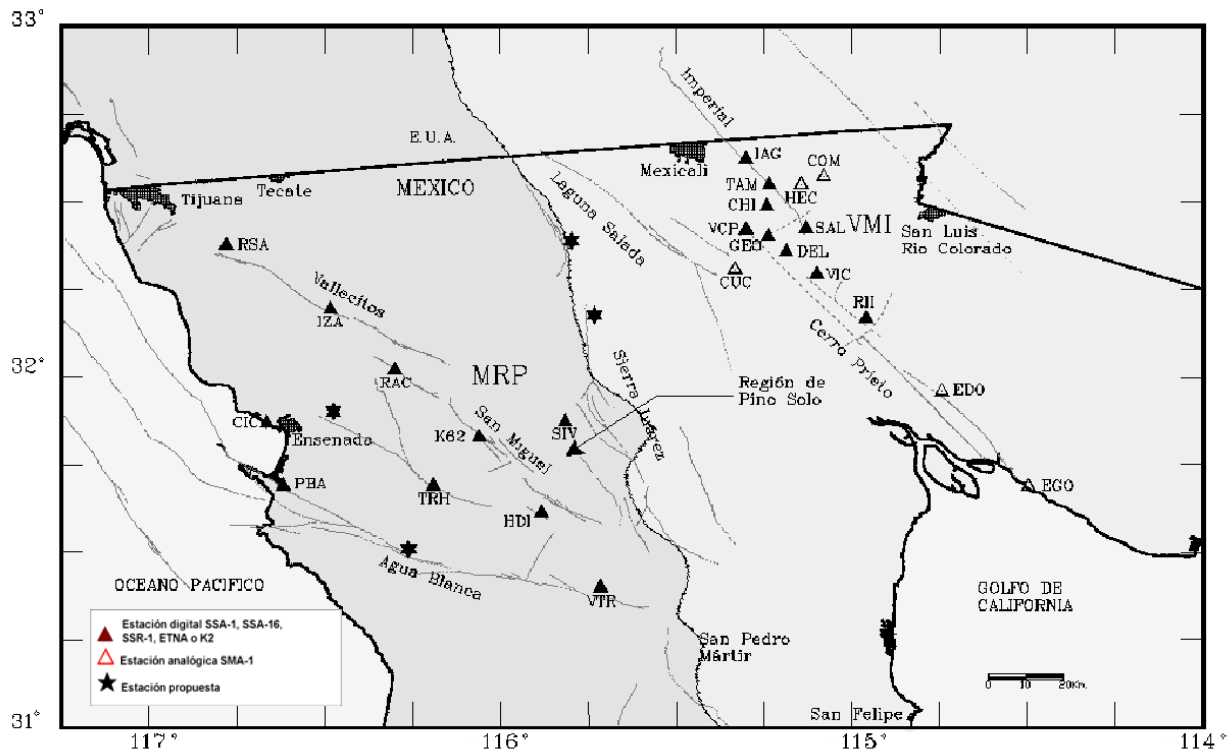 33°
Imperial
E.U.A.
IAG
COM
Mexicali
Tecate
MEXICO
TAM
HEC
Tijuana
Laguna Salada
CHI
VCP
SAL
VMI
San Luis
Rio Colorado
RSA
GEO
DEL
CUC
VIC
Vallecitos
IZA
RII
Cerro Prieto
32°
MRP
RAC
Sierra Juárez
Región de
Pino Solo
EDO
CIC
Ensenada
K62
San Miguel
SIV
PBA
TRH
EGO
HDI
Agua Blanca
VTR
OCEANO PACIFICO
GOLFO DE
CALIFORNIA
Estación digital SSA-1, SSA-16,
SSR-1, ETNA o K2
Estación analógica SMA-1
Estación propuesta
San Pedro
Mártir
0 10 20Km.
San Felipe
31°
117°
116°
115°
114°